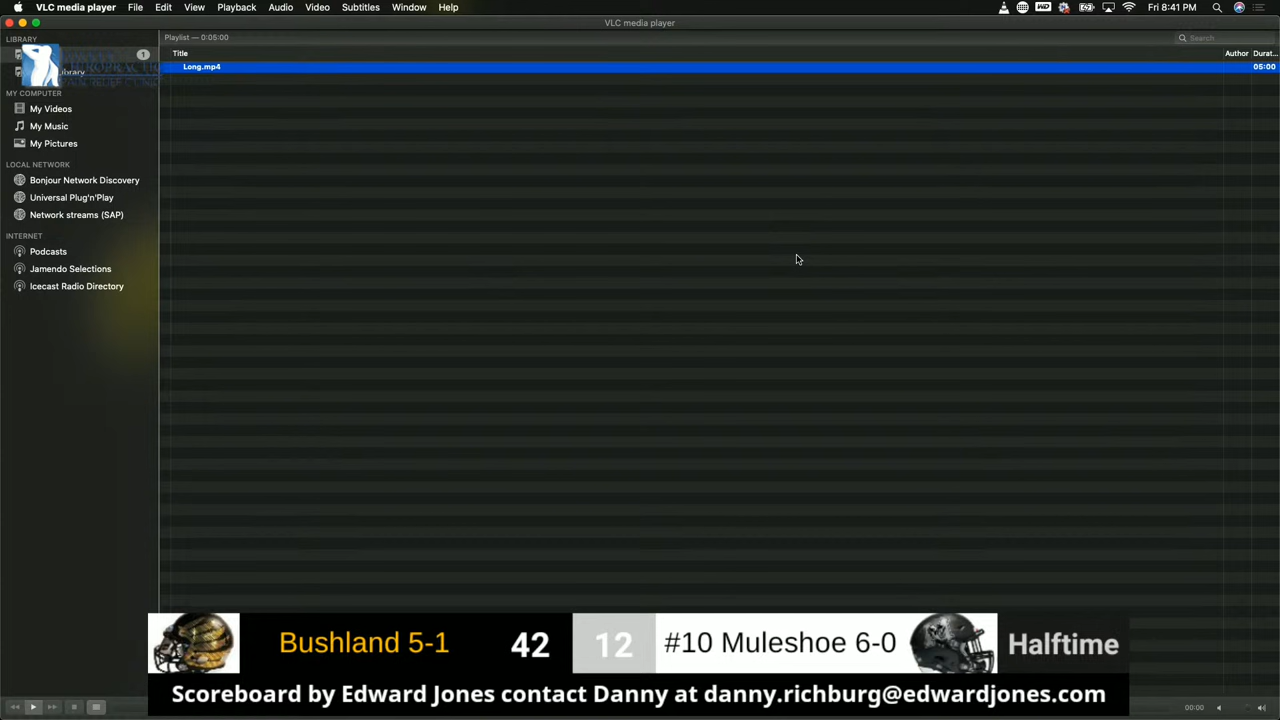 VLC media player File Edit View Playback Audio Video Subtitles Window Help Fri 8:41 PM
VLC media player
LIBRARY
Playlist — 0:05:00
Search
1
Title Author Durat...
Long.mp4 05:00
Library
MY COMPUTER
My Videos
My Music
My Pictures
LOCAL NETWORK
Bonjour Network Discovery
Universal Plug'n'Play
Network streams (SAP)
INTERNET
Podcasts
Jamendo Selections
Icecast Radio Directory
Bushland 5-1 42 12 #10 Muleshoe 6-0 Halftime
Scoreboard by Edward Jones contact Danny at danny.richburg@edwardjones.com
00:00